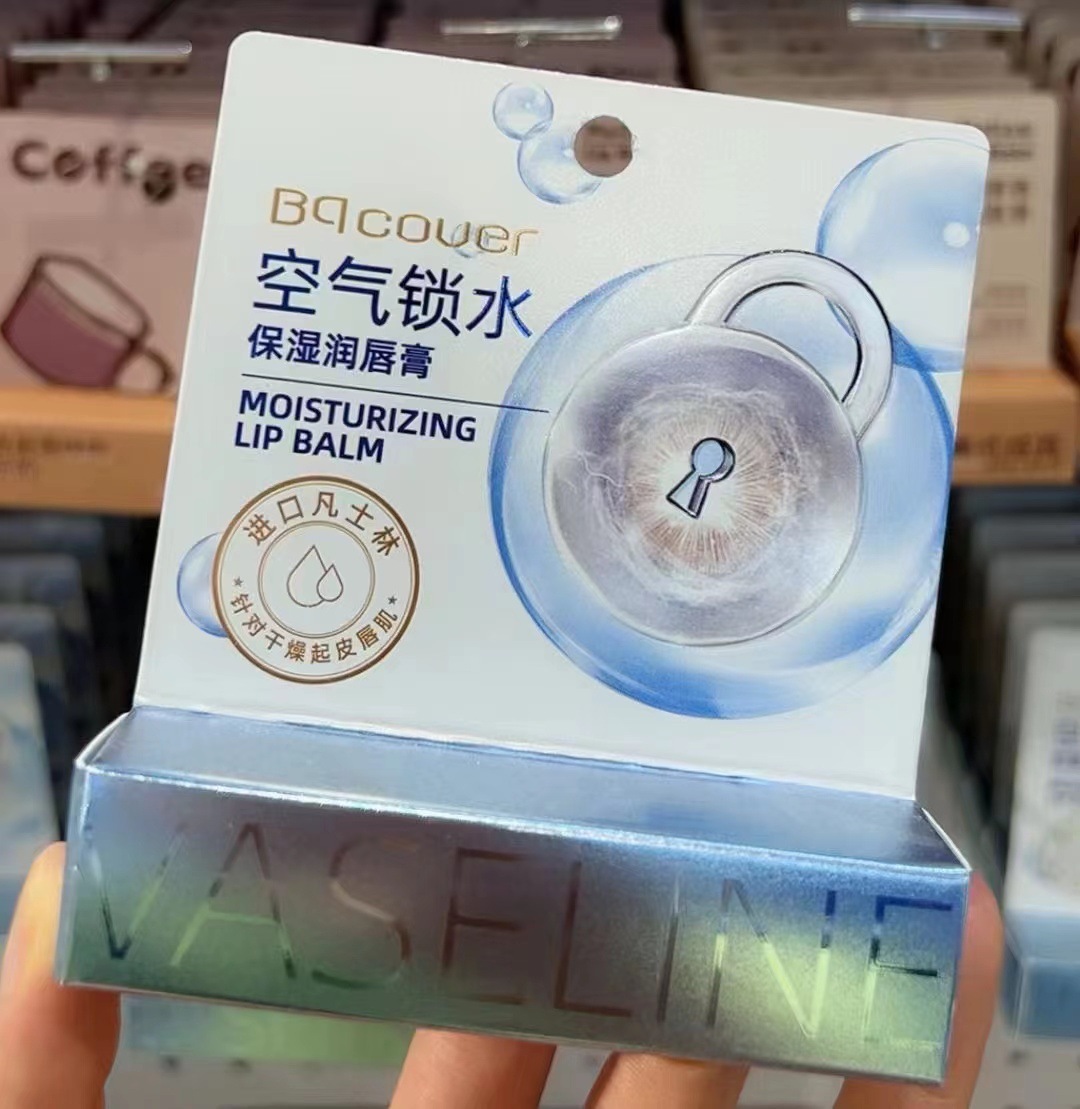 Bqcover
空气锁水
保湿润唇膏
MOISTURIZING
LIP BALM
进口凡士林
针对干燥起皮唇肌
VASELINE